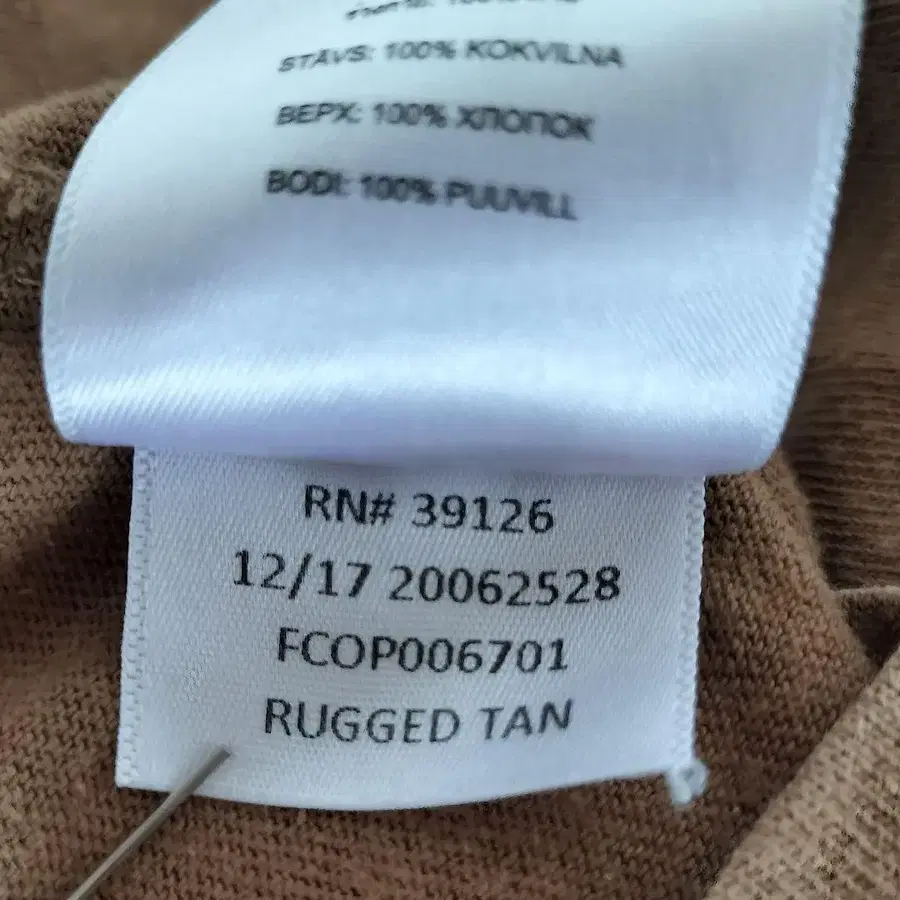 STĀVS: 100% KOKVILNA
ВЕРХ: 100% ХЛОПОК
BODI: 100% PUUVILL
RN# 39126
12/17 20062528
FCOP006701
RUGGED TAN